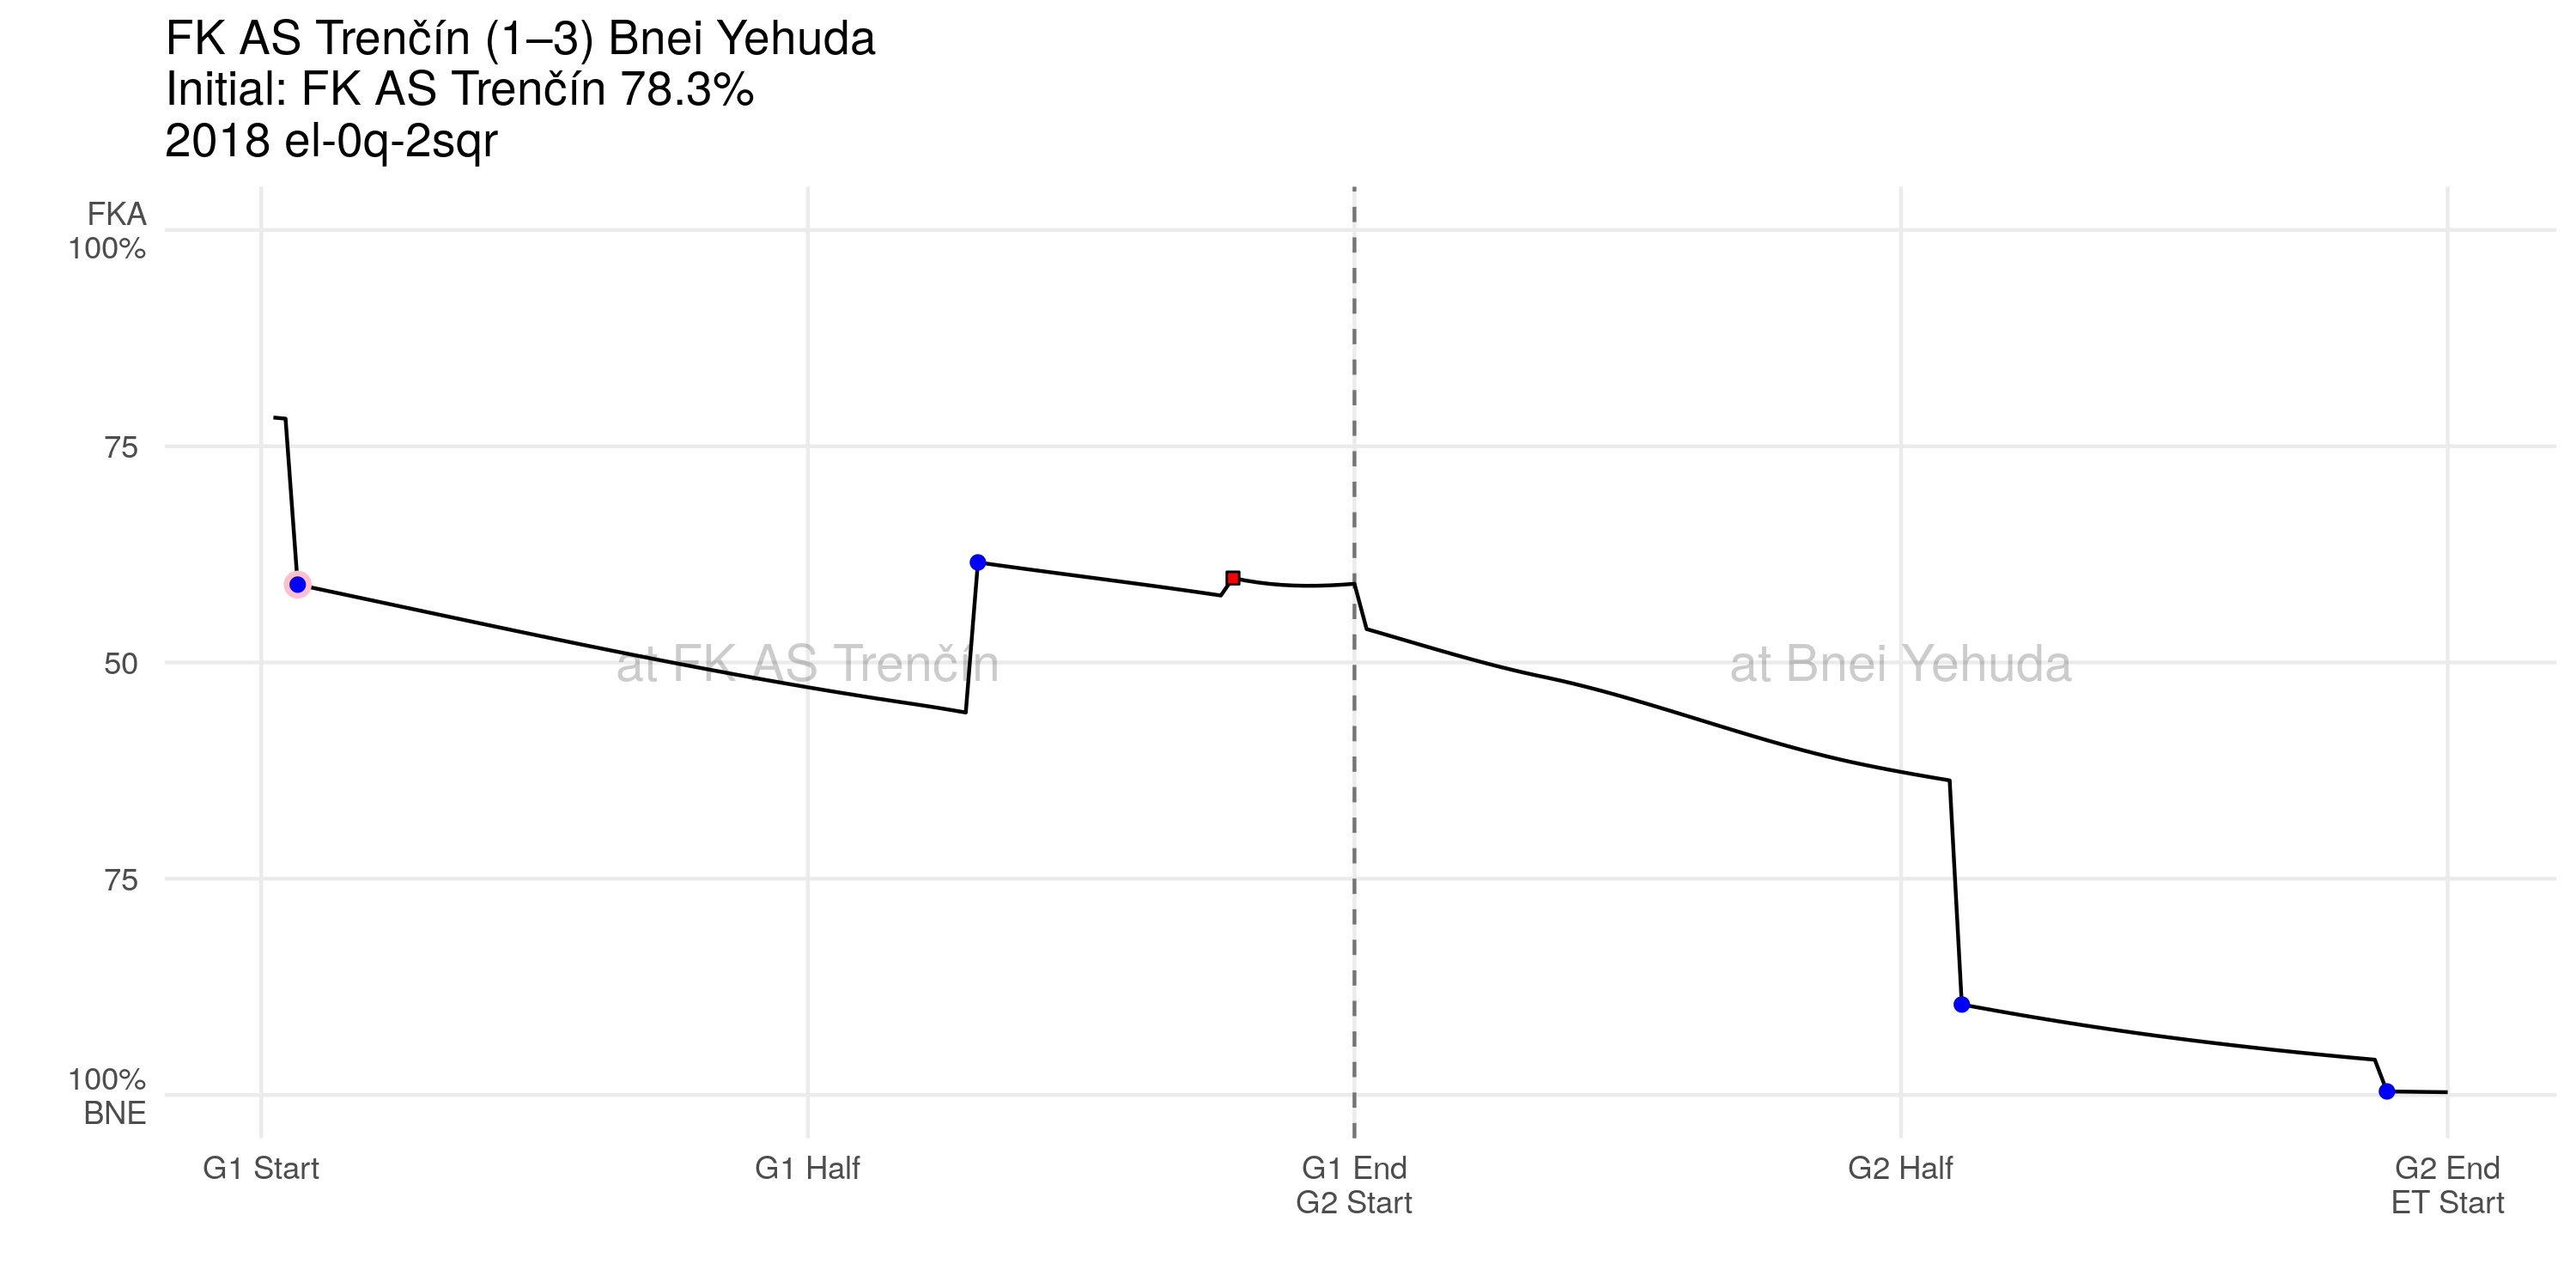 FK AS Trenčín (1–3) Bnei Yehuda
Initial: FK AS Trenčín 78.3%
2018 el-0q-2sqr
FKA
100%
75
50
75
100%
BNE
at FK AS Trenčín
at Bnei Yehuda
G1 Start
G1 Half
G1 End
G2 Start
G2 Half
G2 End
ET Start